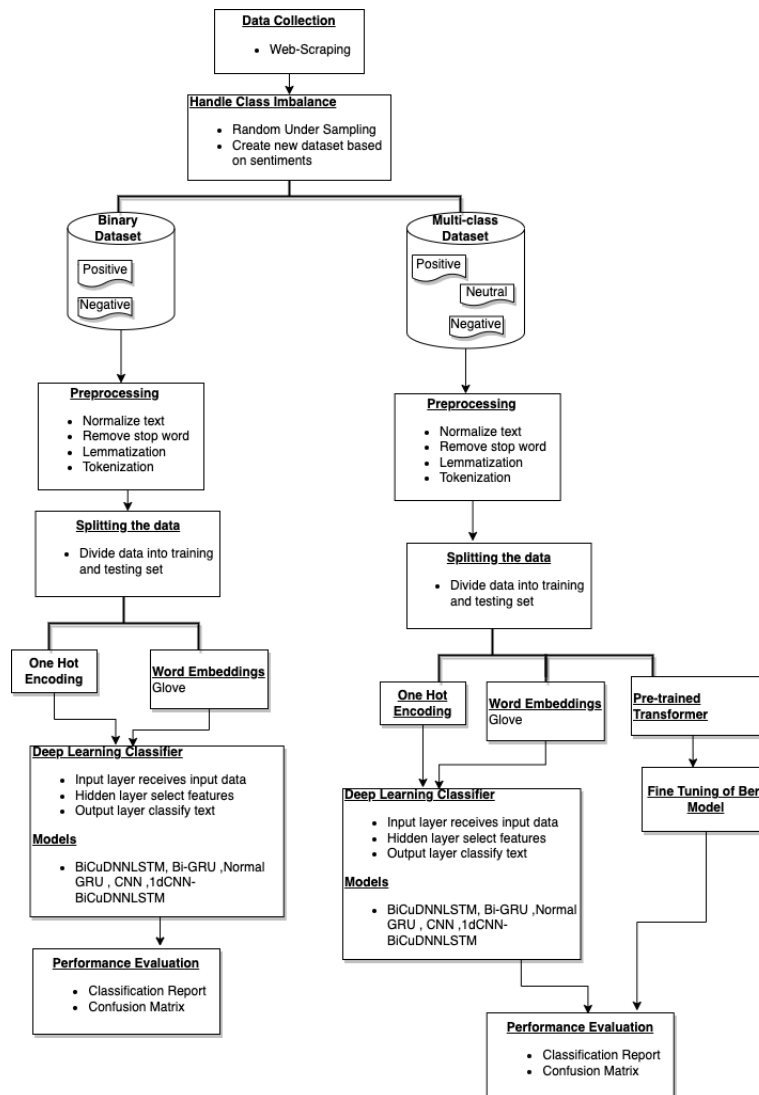 Data Collection
• Web-Scraping
Handle Class Imbalance
• Random Under Sampling
• Create new dataset based
on sentiments
Binary
Dataset
Positive
Negative
Multi-class
Dataset
Positive
Neutral
Negative
Preprocessing
• Normalize text
• Remove stop word
• Lemmatization
• Tokenization
Splitting the data
• Divide data into training
and testing set
One Hot
Encoding
Word Embeddings
Glove
Deep Learning Classifier
• Input layer receives input data
• Hidden layer select features
• Output layer classify text
Models
• BiCuDNNLSTM, Bi-GRU ,Normal
GRU , CNN ,1dCNN-
BiCuDNNLSTM
Performance Evaluation
• Classification Report
• Confusion Matrix
Preprocessing
• Normalize text
• Remove stop word
• Lemmatization
• Tokenization
Splitting the data
• Divide data into training
and testing set
One Hot
Encoding
Word Embeddings
Glove
Pre-trained
Transformer
Deep Learning Classifier
• Input layer receives input data
• Hidden layer select features
• Output layer classify text
Models
• BiCuDNNLSTM, Bi-GRU ,Normal
GRU , CNN ,1dCNN-
BiCuDNNLSTM
Fine Tuning of Ber
Model
Performance Evaluation
• Classification Report
• Confusion Matrix